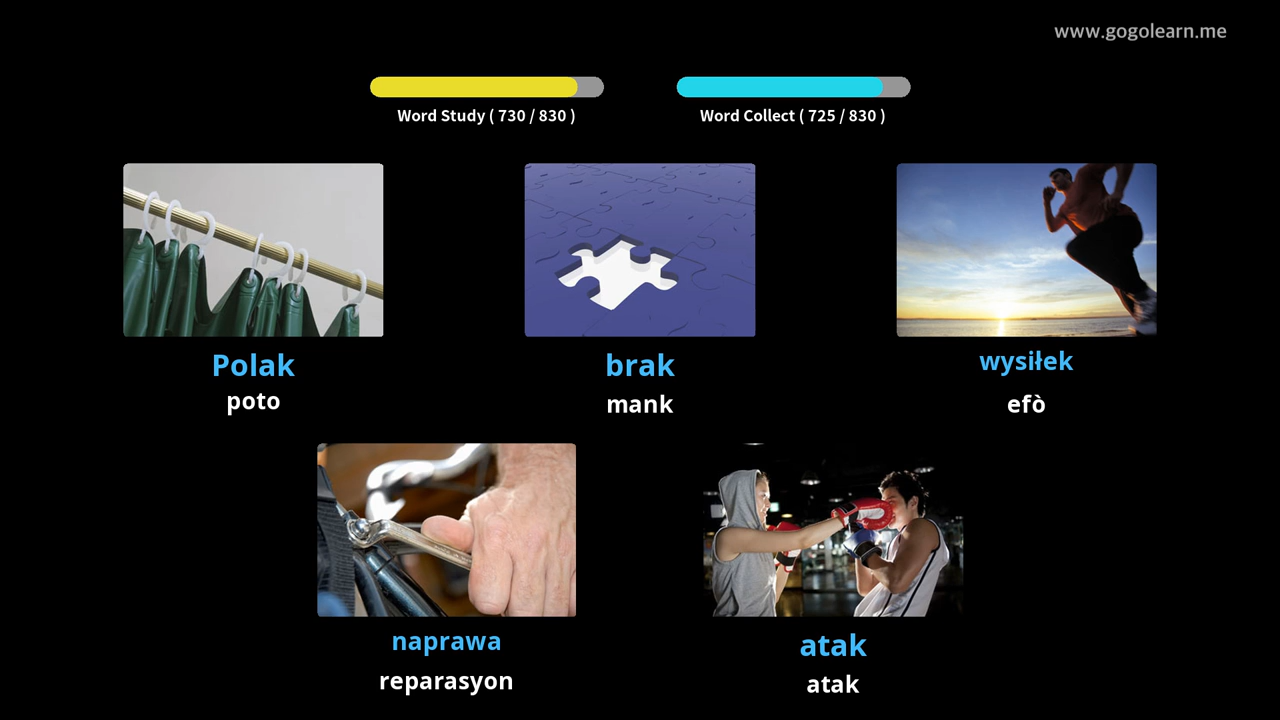 www.gogolearn.me
Word Study ( 730 / 830 )
Word Collect ( 725 / 830 )
Polak
poto
brak
mank
wysiłek
efò
naprawa
reparasyon
atak
atak